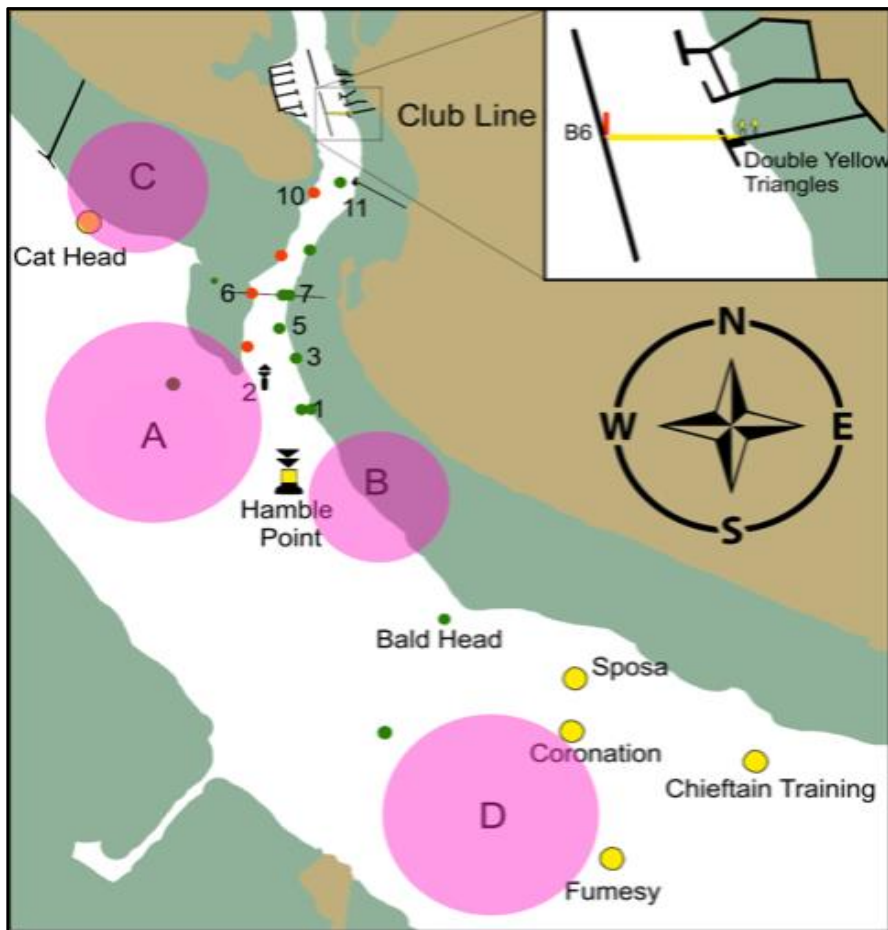 Club Line
B6
Double Yellow
Triangles
C
10
11
Cat Head
6
7
5
3
2
1
A
B
Hamble
Point
N
W
E
S
Bald Head
Sposa
Coronation
Chieftain Training
D
Fumesy